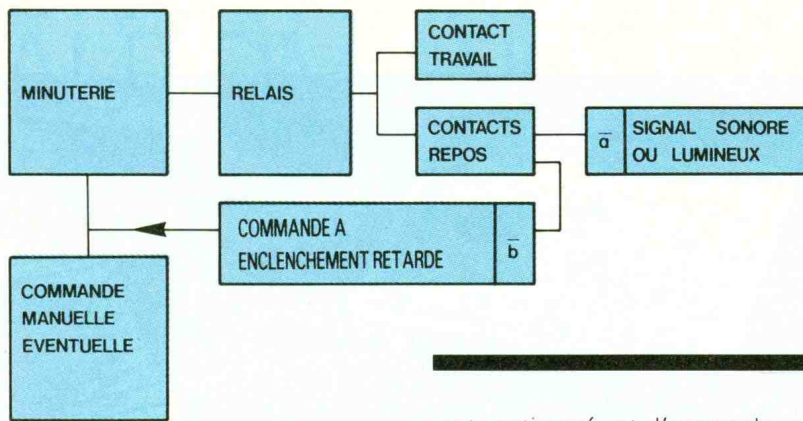 MINUTERIE
RELAIS
CONTACT
TRAVAIL
CONTACTS
REPOS
a
SIGNAL SONORE
OU LUMINEUX
COMMANDE A
ENCLENCHEMENT RETARDE
b
COMMANDE
MANUELLE
EVENTUELLE